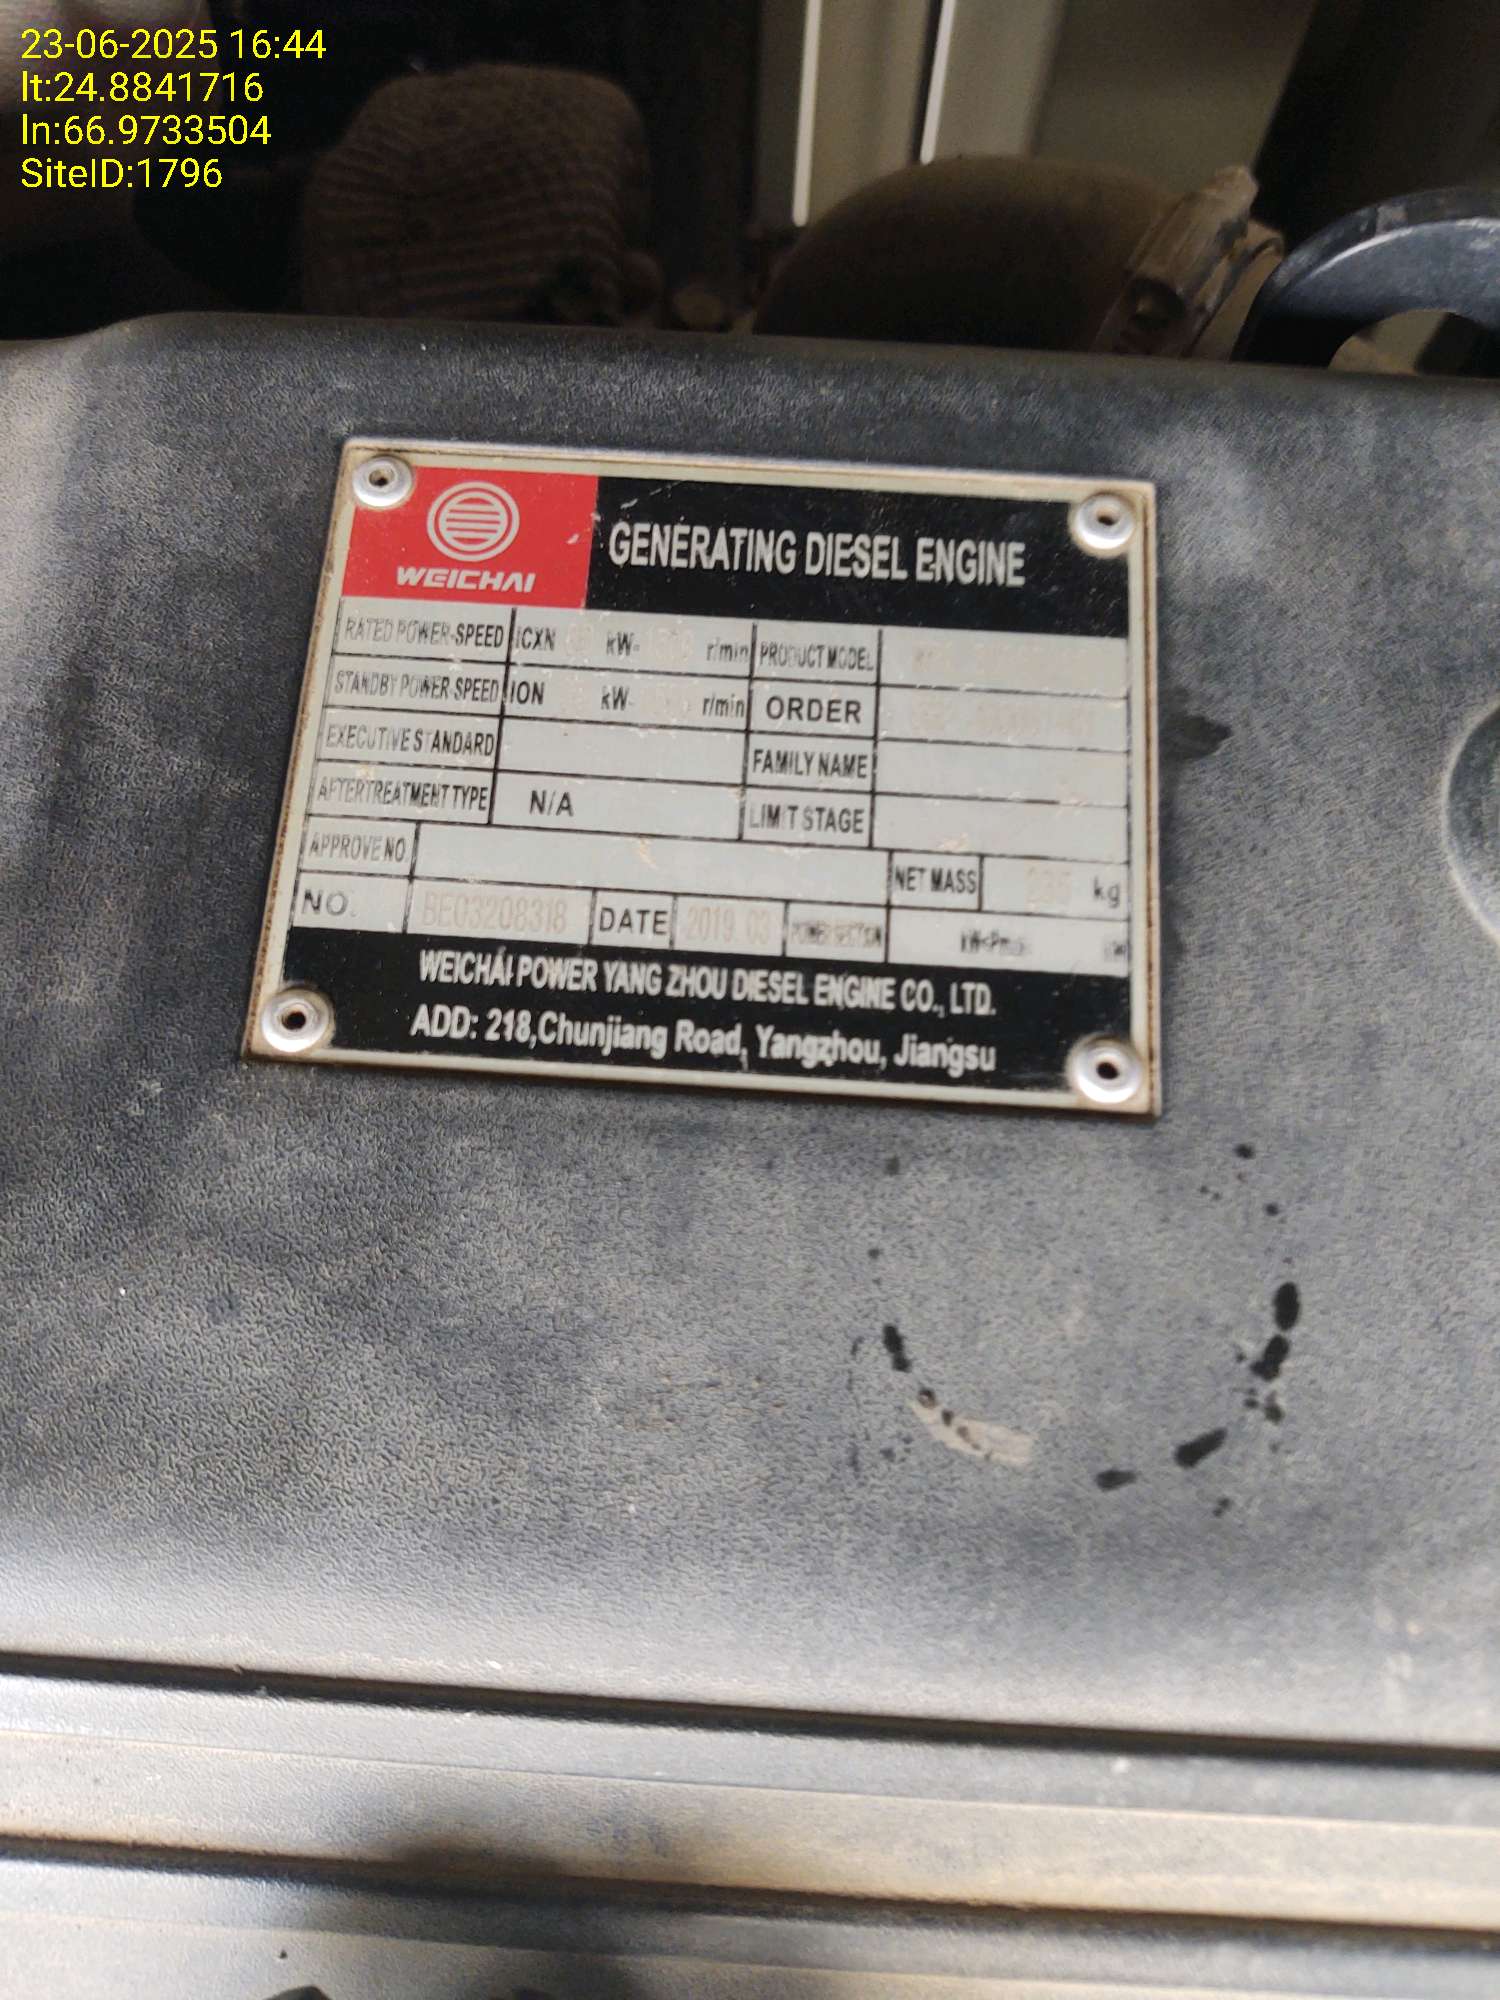 23-06-2025 16:44
lt:24.8841716
ln:66.9733504
SiteID:1796
WEICHAI
GENERATING DIESEL ENGINE
RATED POWER-SPEED ICXN kW- r/min PRODUCT MODEL
STANDBY POWER-SPEED ION kW- r/min ORDER
EXECUTIVE STANDARD FAMILY NAME
AFTERTREATMENT TYPE N/A LIMIT STAGE
APPROVE NO. NET MASS kg
NO. BE03208318 DATE 2019 03 kW<Pmax kW
WEICHAI POWER YANG ZHOU DIESEL ENGINE CO., LTD.
ADD: 218,Chunjiang Road, Yangzhou, Jiangsu